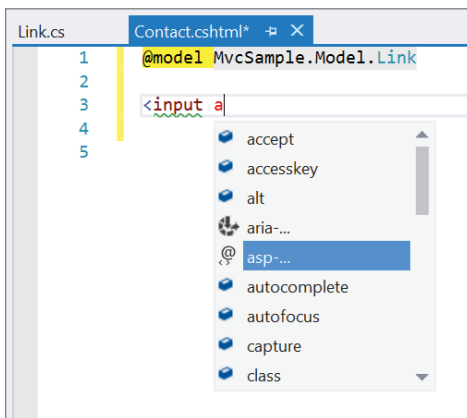 Link.cs Contact.cshtml*
1 @model MvcSample.Model.Link
2
3 <input a
4
5
accept
accesskey
alt
aria-...
asp-...
autocomplete
autofocus
capture
class